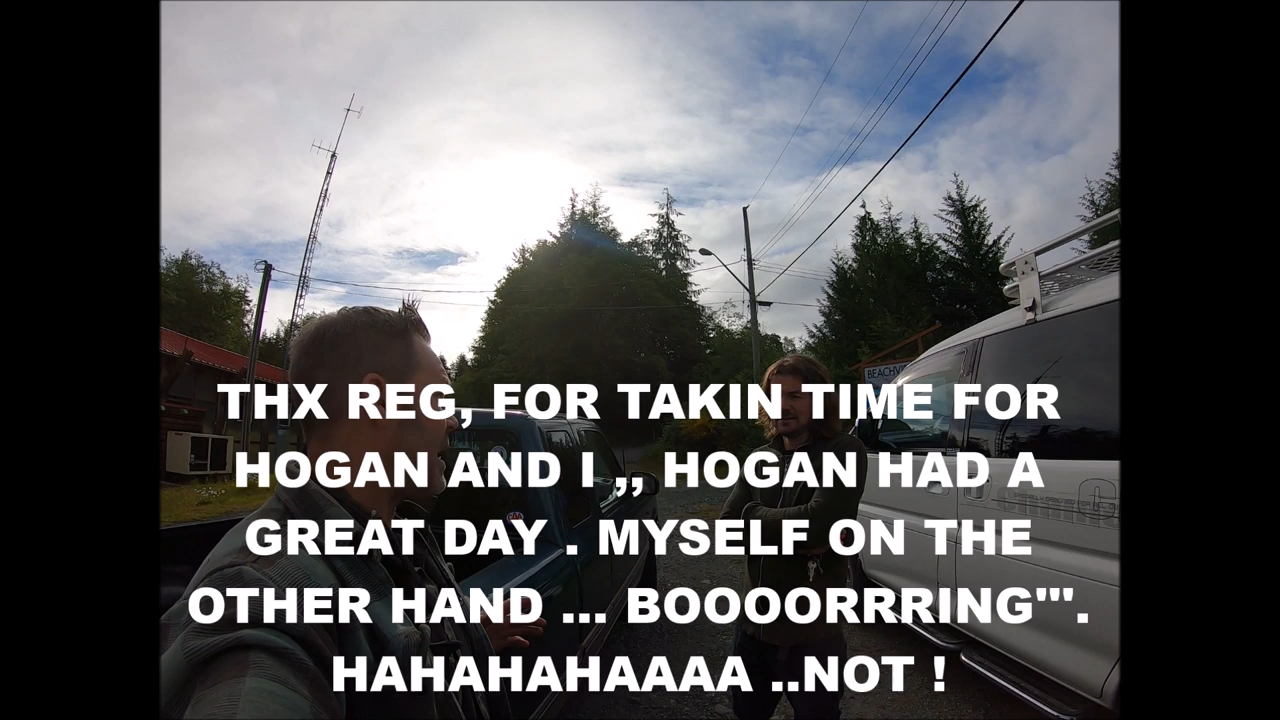 BEACHVI
THX REG, FOR TAKIN TIME FOR
HOGAN AND I ,, HOGAN HAD A
GREAT DAY . MYSELF ON THE
OTHER HAND ... BOOOORRRING"'.
HAHAHAHAAAA ..NOT !